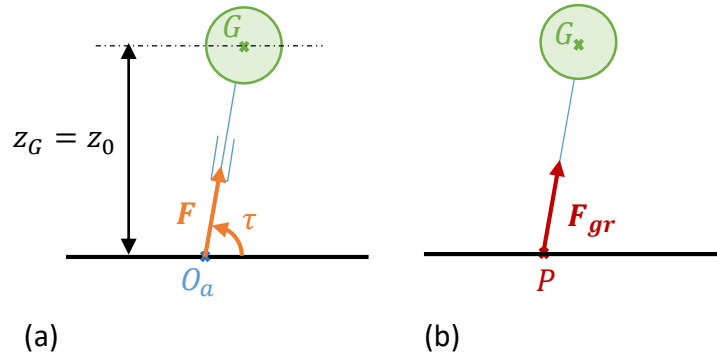 G
G
z_G = z_0
F
τ
F_gr
O_a
P
(a)
(b)